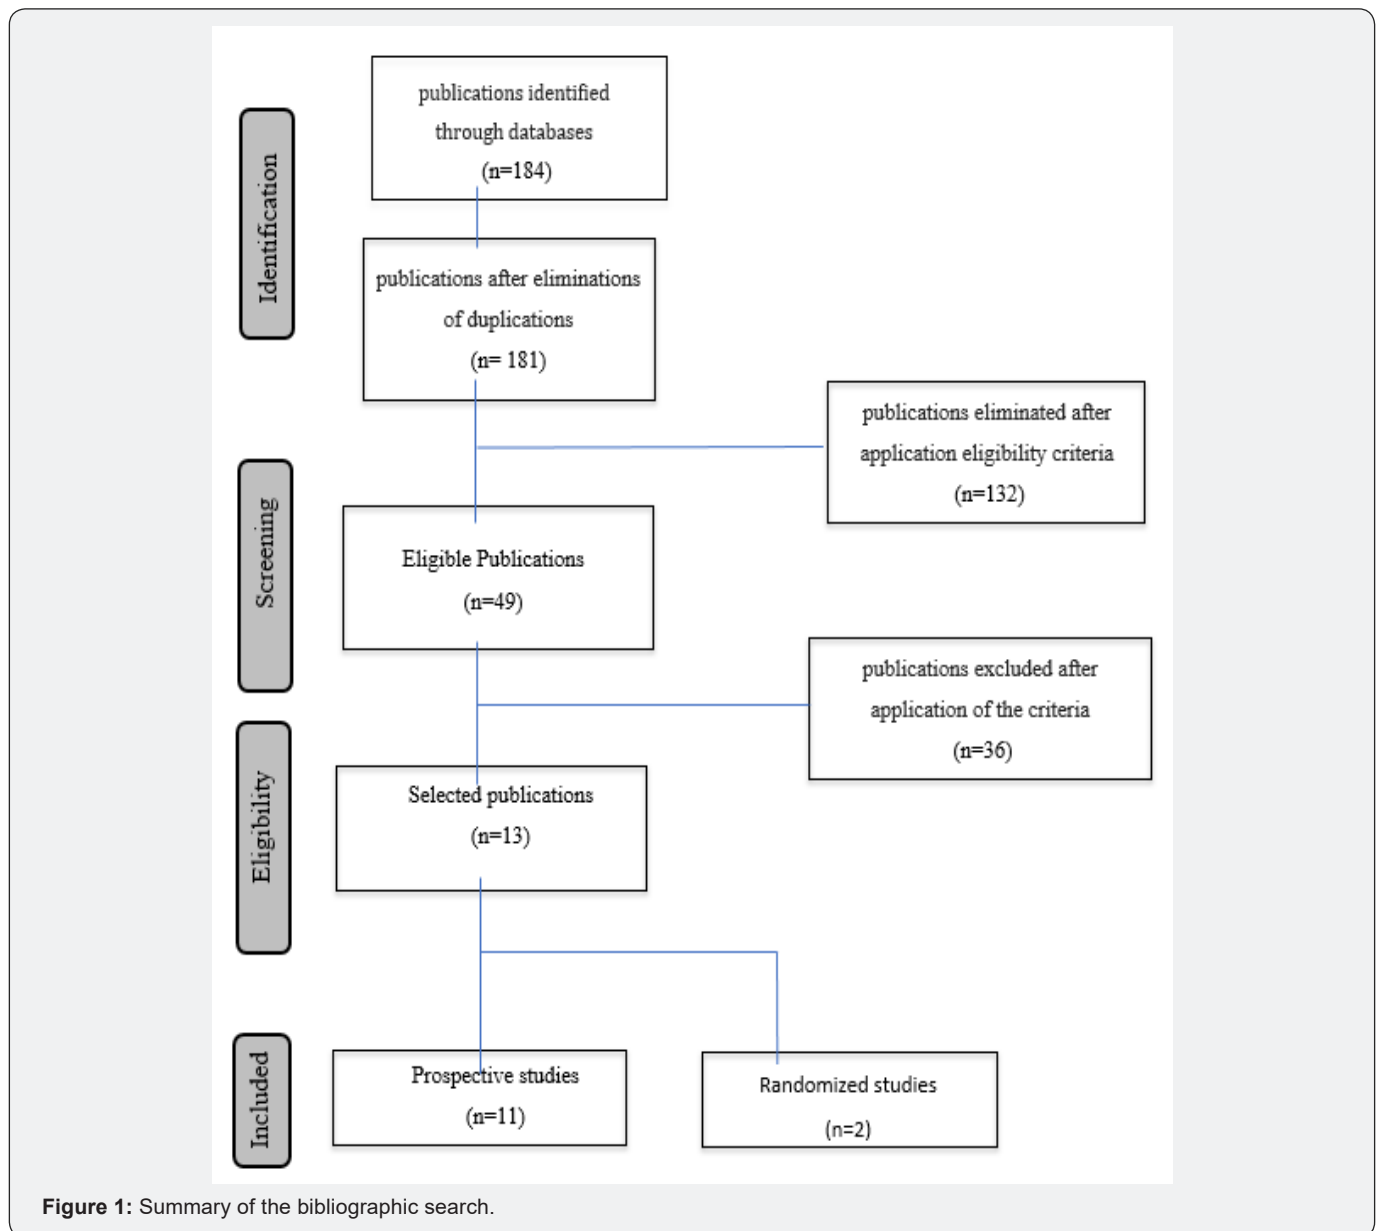 Identification
publications identified
through databases
(n=184)
publications after eliminations
of duplications
(n= 181)
publications eliminated after
application eligibility criteria
(n=132)
Screening
Eligible Publications
(n=49)
publications excluded after
application of the criteria
(n=36)
Eligibility
Selected publications
(n=13)
Included
Prospective studies
(n=11)
Randomized studies
(n=2)
Figure 1: Summary of the bibliographic search.